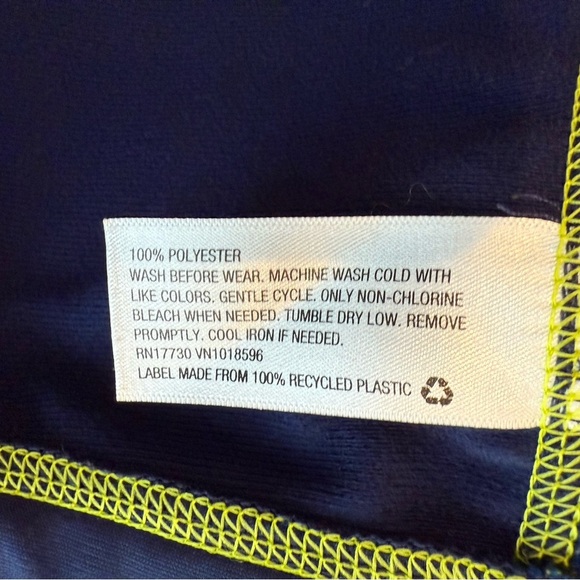 100% POLYESTER
WASH BEFORE WEAR. MACHINE WASH COLD WITH
LIKE COLORS. GENTLE CYCLE. ONLY NON-CHLORINE
BLEACH WHEN NEEDED. TUMBLE DRY LOW. REMOVE
PROMPTLY. COOL IRON IF NEEDED.
RN17730 VN1018596
LABEL MADE FROM 100% RECYCLED PLASTIC